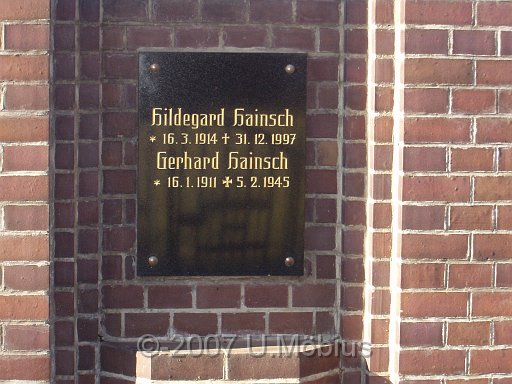 Hildegard Hainsch
* 16.3.1914 ✝ 31.12.1997
Gerhard Hainsch
* 16.1.1911 ✠ 5.2.1945
© 2007 U.Möbius